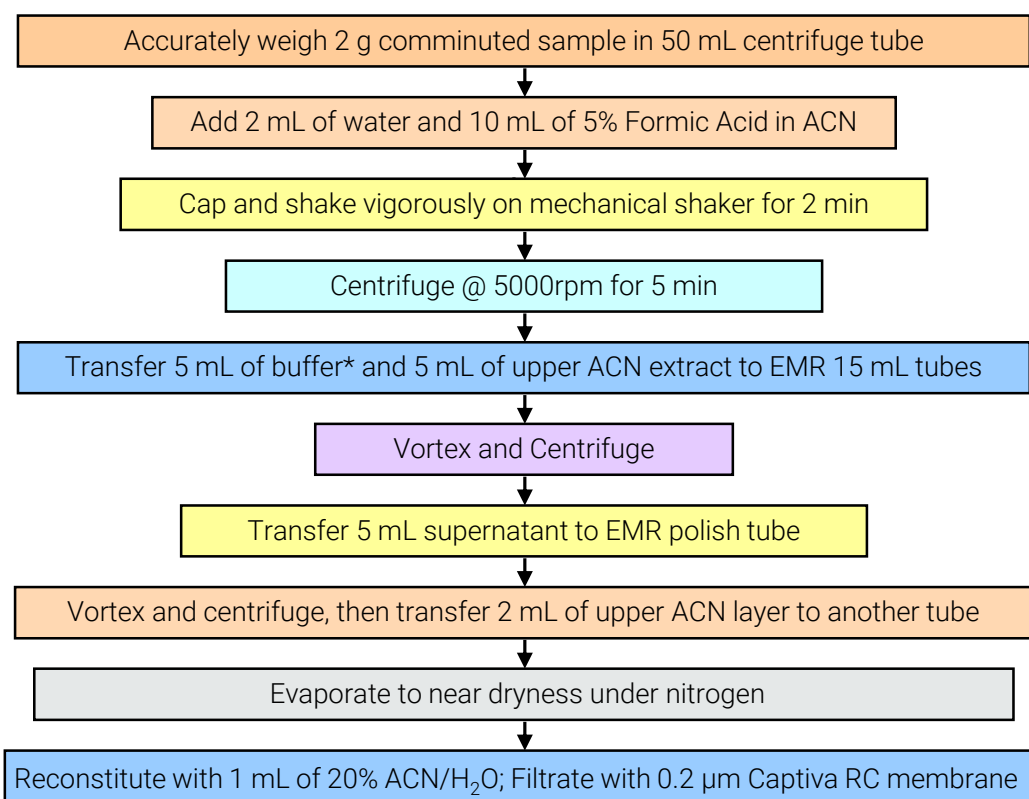 Accurately weigh 2 g comminuted sample in 50 mL centrifuge tube
Add 2 mL of water and 10 mL of 5% Formic Acid in ACN
Cap and shake vigorously on mechanical shaker for 2 min
Centrifuge @ 5000rpm for 5 min
Transfer 5 mL of buffer* and 5 mL of upper ACN extract to EMR 15 mL tubes
Vortex and Centrifuge
Transfer 5 mL supernatant to EMR polish tube
Vortex and centrifuge, then transfer 2 mL of upper ACN layer to another tube
Evaporate to near dryness under nitrogen
Reconstitute with 1 mL of 20% ACN/H₂O; Filtrate with 0.2 µm Captiva RC membrane